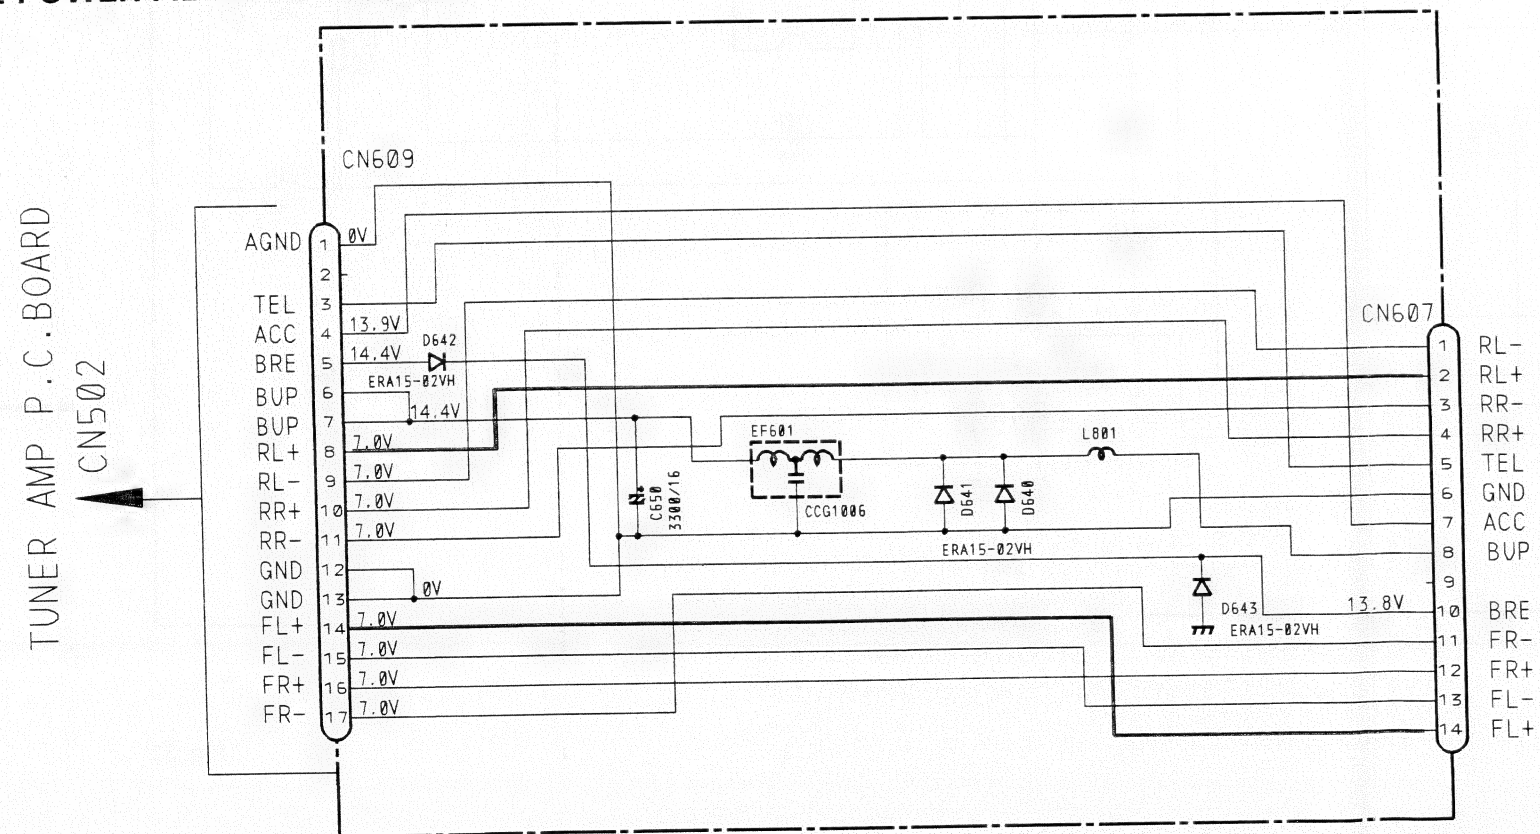 TUNER AMP P.C.BOARD
CN502
CN609
AGND 1 0V
2
TEL 3
ACC 4 13.9V
BRE 5 14.4V
D642
ERA15-02VH
BUP 6
BUP 7 14.4V
RL+ 8 7.0V
RL- 9 7.0V
RR+ 10 7.0V
RR- 11 7.0V
GND 12
GND 13 0V
FL+ 14 7.0V
FL- 15 7.0V
FR+ 16 7.0V
FR- 17 7.0V
C650
3300/16
EF601
CCG1006
D641
D640
ERA15-02VH
L801
D643
ERA15-02VH
13.8V
CN607
1 RL-
2 RL+
3 RR-
4 RR+
5 TEL
6 GND
7 ACC
8 BUP
9
10 BRE
11 FR-
12 FR+
13 FL-
14 FL+